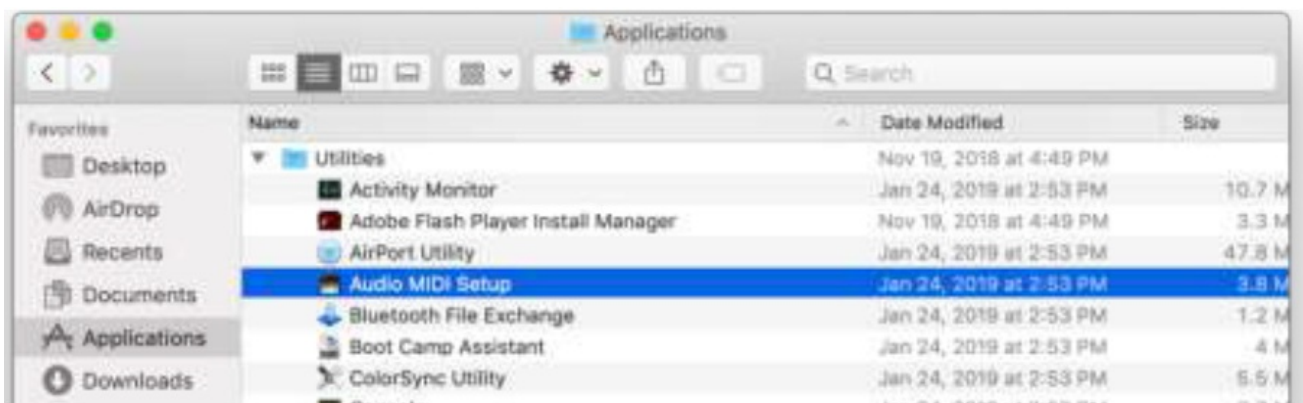 Applications
Search
Favorites
Desktop
AirDrop
Recents
Documents
Applications
Downloads
Name Date Modified Size
Utilities Nov 19, 2018 at 4:49 PM
Activity Monitor Jan 24, 2019 at 2:53 PM 10.7 M
Adobe Flash Player Install Manager Nov 19, 2018 at 4:49 PM 3.3 M
AirPort Utility Jan 24, 2019 at 2:53 PM 47.8 M
Audio MIDI Setup Jan 24, 2019 at 2:53 PM 3.8 M
Bluetooth File Exchange Jan 24, 2019 at 2:53 PM 1.2 M
Boot Camp Assistant Jan 24, 2019 at 2:53 PM 4 M
ColorSync Utility Jan 24, 2019 at 2:53 PM 5.5 M